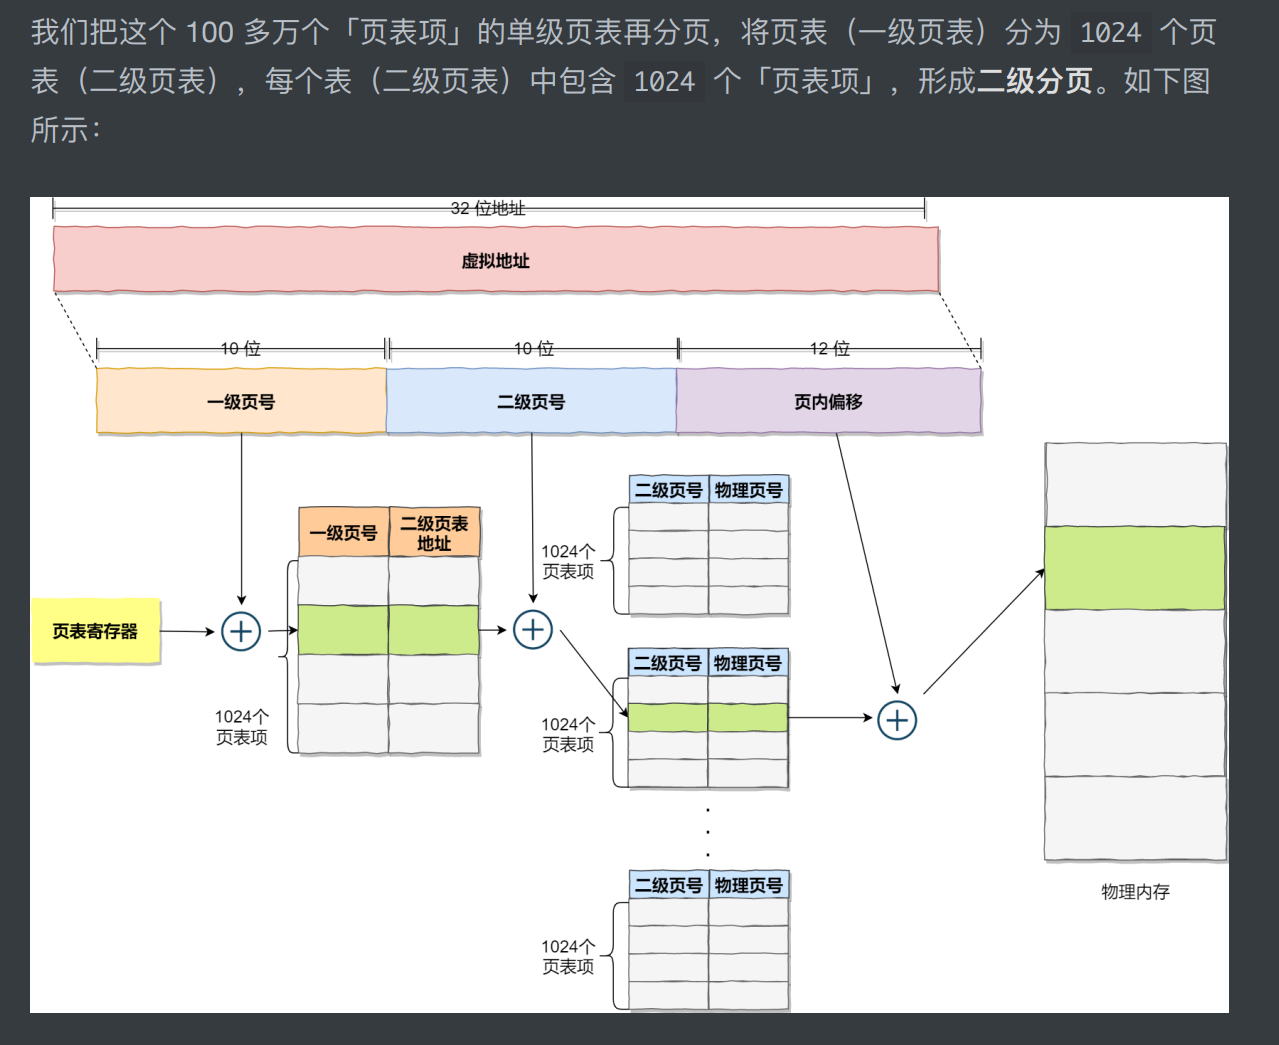 我们把这个 100 多万个「页表项」的单级页表再分页，将页表（一级页表）分为 1024 个页
表（二级页表），每个表（二级页表）中包含 1024 个「页表项」，形成二级分页。如下图
所示：
32 位地址
虚拟地址
10 位
10 位
12 位
一级页号
二级页号
页内偏移
二级页号
物理页号
一级页号
二级页表
地址
1024个
页表项
页表寄存器
二级页号
物理页号
1024个
页表项
1024个
页表项
二级页号
物理页号
物理内存
1024个
页表项